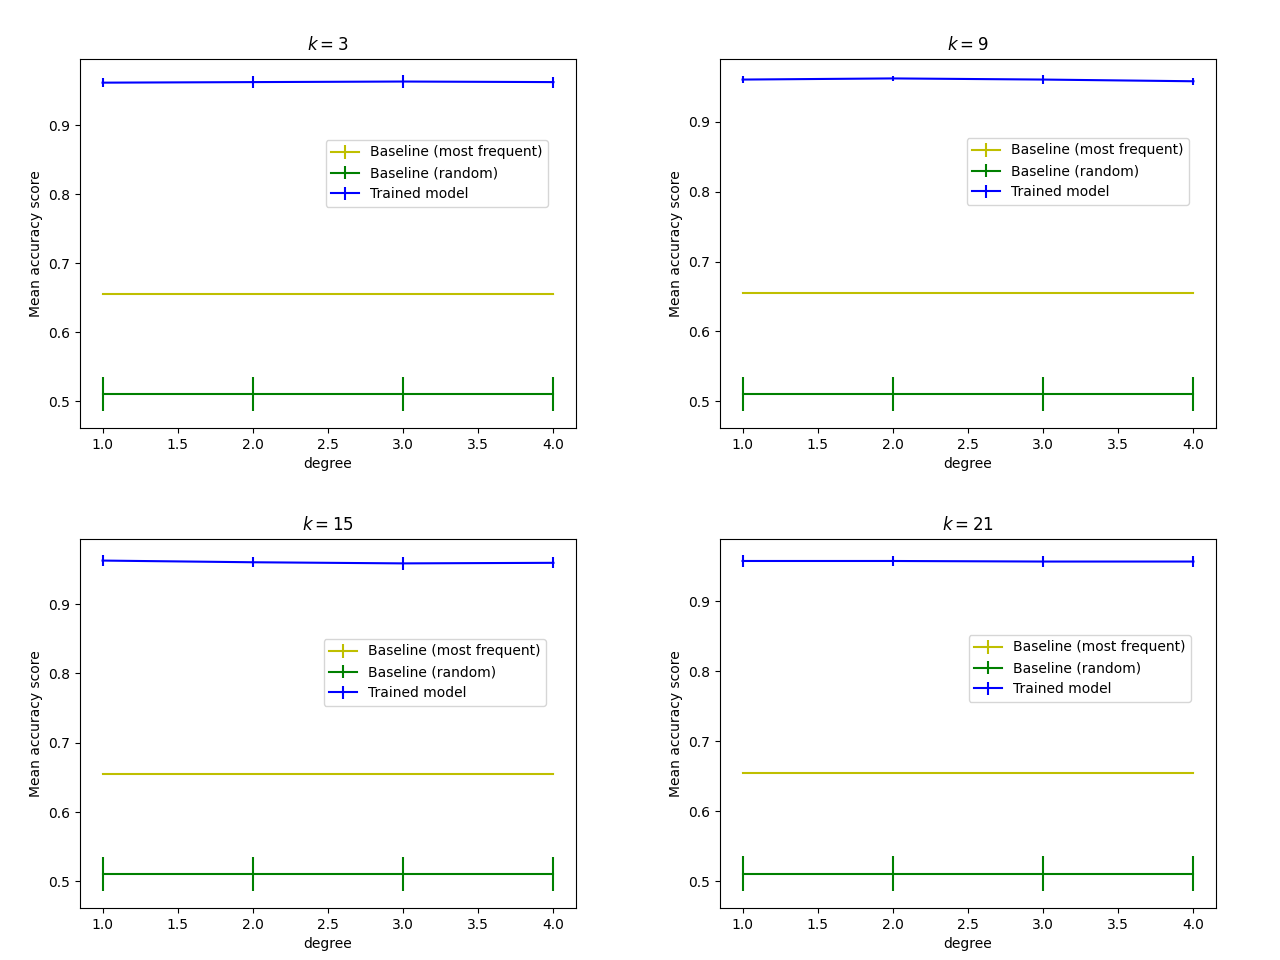 k = 3
Mean accuracy score
0.9
0.8
0.7
0.6
0.5
Baseline (most frequent)
Baseline (random)
Trained model
1.0 1.5 2.0 2.5 3.0 3.5 4.0
degree
k = 9
Mean accuracy score
0.9
0.8
0.7
0.6
0.5
Baseline (most frequent)
Baseline (random)
Trained model
1.0 1.5 2.0 2.5 3.0 3.5 4.0
degree
k = 15
Mean accuracy score
0.9
0.8
0.7
0.6
0.5
Baseline (most frequent)
Baseline (random)
Trained model
1.0 1.5 2.0 2.5 3.0 3.5 4.0
degree
k = 21
Mean accuracy score
0.9
0.8
0.7
0.6
0.5
Baseline (most frequent)
Baseline (random)
Trained model
1.0 1.5 2.0 2.5 3.0 3.5 4.0
degree